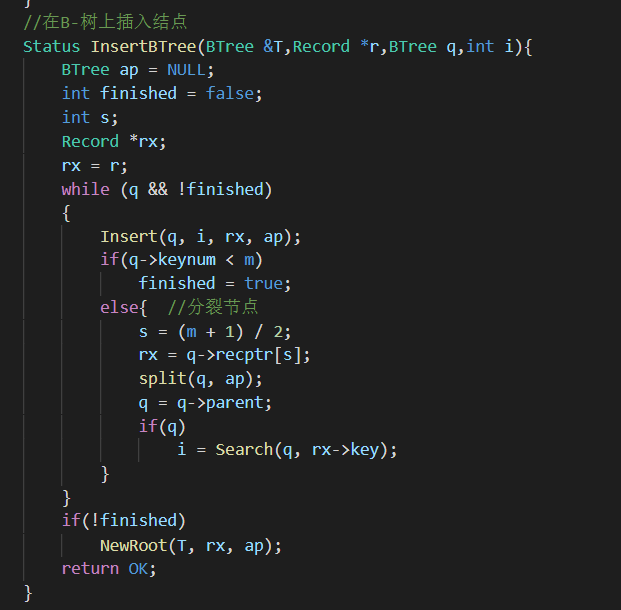 }
//在B-树上插入结点
Status InsertBTree(BTree &T,Record *r,BTree q,int i){
    BTree ap = NULL;
    int finished = false;
    int s;
    Record *rx;
    rx = r;
    while (q && !finished)
    {
        Insert(q, i, rx, ap);
        if(q->keynum < m)
            finished = true;
        else{  //分裂节点
            s = (m + 1) / 2;
            rx = q->recptr[s];
            split(q, ap);
            q = q->parent;
            if(q)
                i = Search(q, rx->key);
        }
    }
    if(!finished)
        NewRoot(T, rx, ap);
    return OK;
}